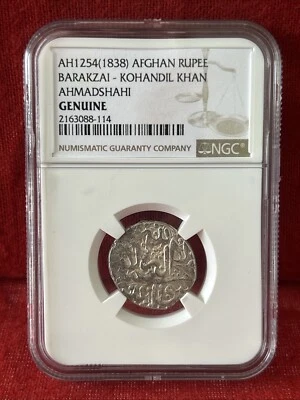 AH1254(1838) AFGHAN RUPEE
BARAKZAI - KOHANDIL KHAN
AHMADSHAHI
GENUINE
2163088-114
NUMISMATIC GUARANTY COMPANY
NGC